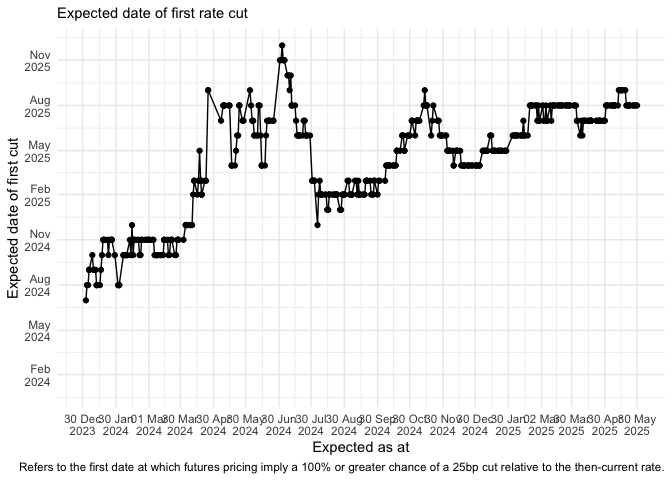 Expected date of first rate cut
Expected date of first cut
Nov
2025
Aug
2025
May
2025
Feb
2025
Nov
2024
Aug
2024
May
2024
Feb
2024
30 Dec 30 Jan 01 Mar 30 Mar 30 Apr 30 May 30 Jun 30 Jul 30 Aug 30 Sep 30 Oct 30 Nov 30 Dec 30 Jan 02 Mar 30 Mar 30 Apr 30 May
2023 2024 2024 2024 2024 2024 2024 2024 2024 2024 2024 2024 2024 2025 2025 2025 2025 2025
Expected as at
Refers to the first date at which futures pricing imply a 100% or greater chance of a 25bp cut relative to the then-current rate.